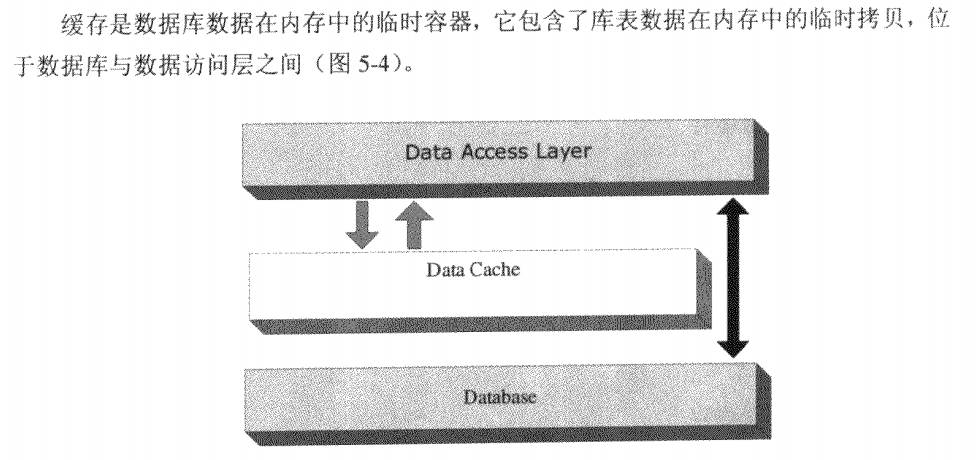 缓存是数据库数据在内存中的临时容器，它包含了库表数据在内存中的临时拷贝，位
于数据库与数据访问层之间（图 5-4）。
Data Access Layer
Data Cache
Database